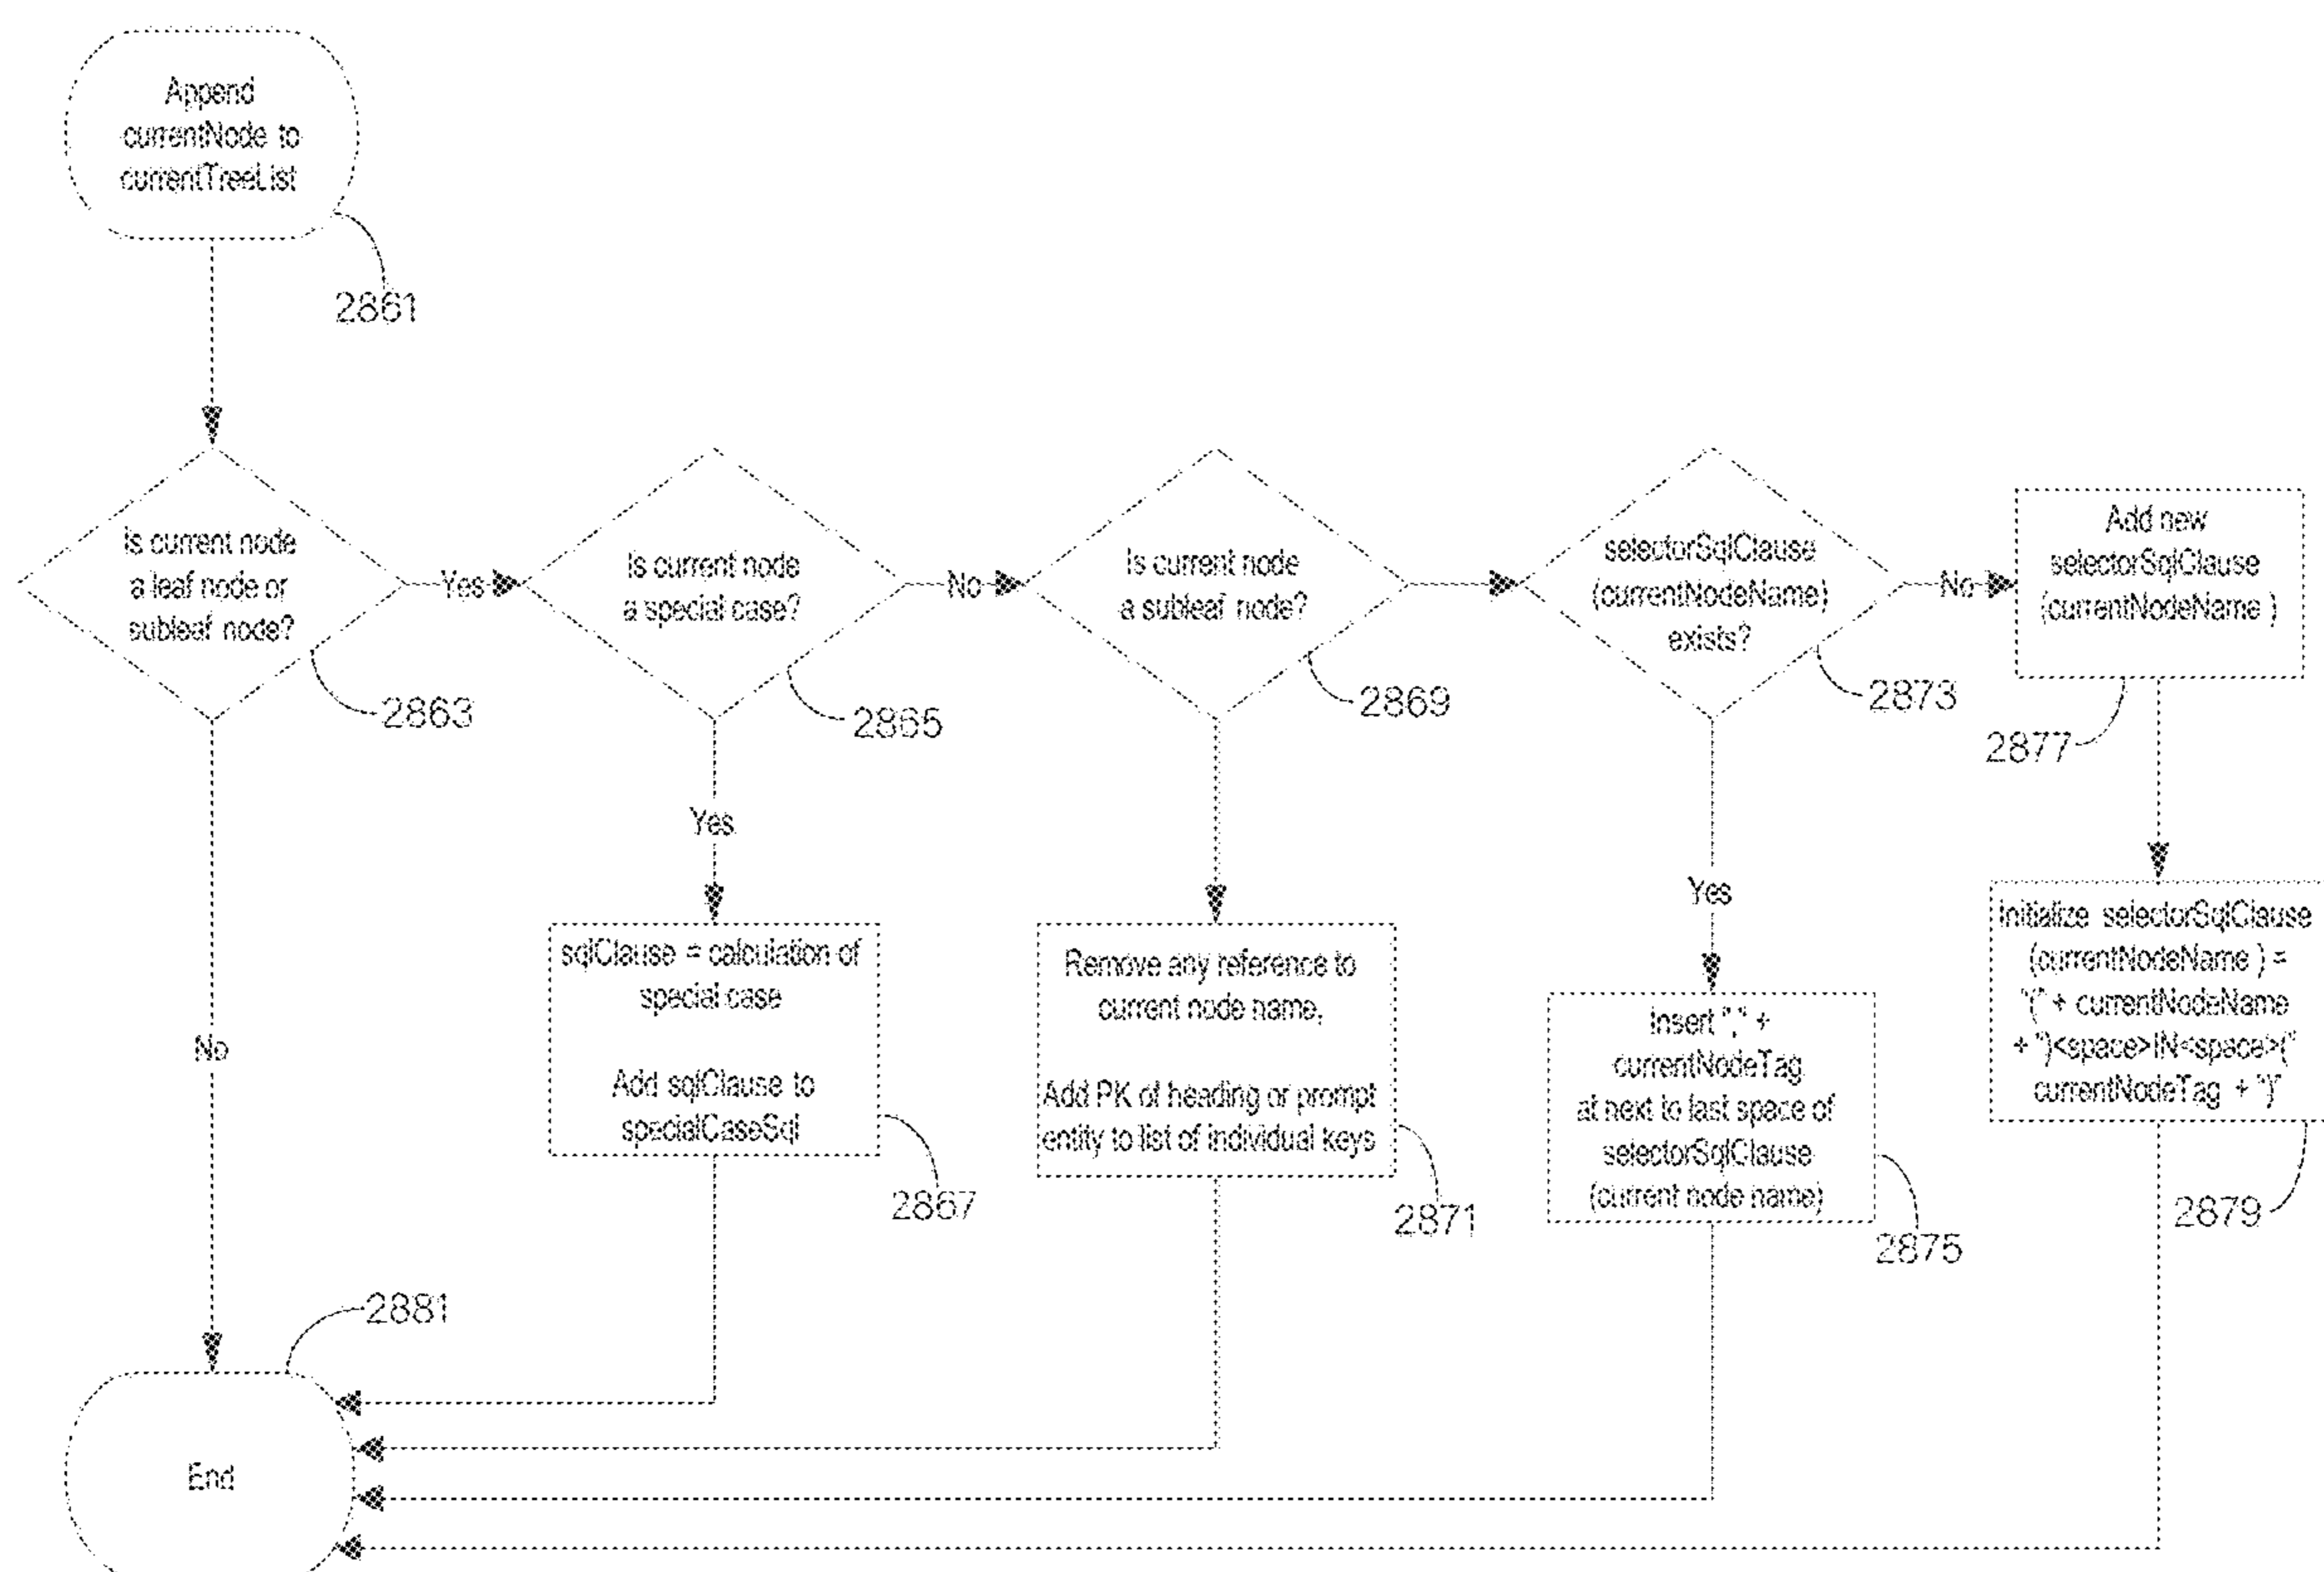 Append
currentNode to
currentTreeList
2861
Is current node
a leaf node or
subleaf node?
2863
Yes
No
Is current node
a special case?
2865
No
Yes
sqlClause = calculation of
special case
Add sqlClause to
specialCaseSql
2867
Is current node
a subleaf node?
2869
Remove any reference to
current node name,
Add PK of heading or prompt
entity to list of individual keys
2871
selectorSqlClause
(currentNodeName)
exists?
2873
No
Yes
Insert "," +
currentNodeTag
at next to last space of
selectorSqlClause
(current node name)
2875
Add new
selectorSqlClause
(currentNodeName )
2877
Initialize selectorSqlClause
(currentNodeName ) =
"(" + currentNodeName
+ ")<space>IN<space>("
currentNodeTag + ")"
2879
2881
End